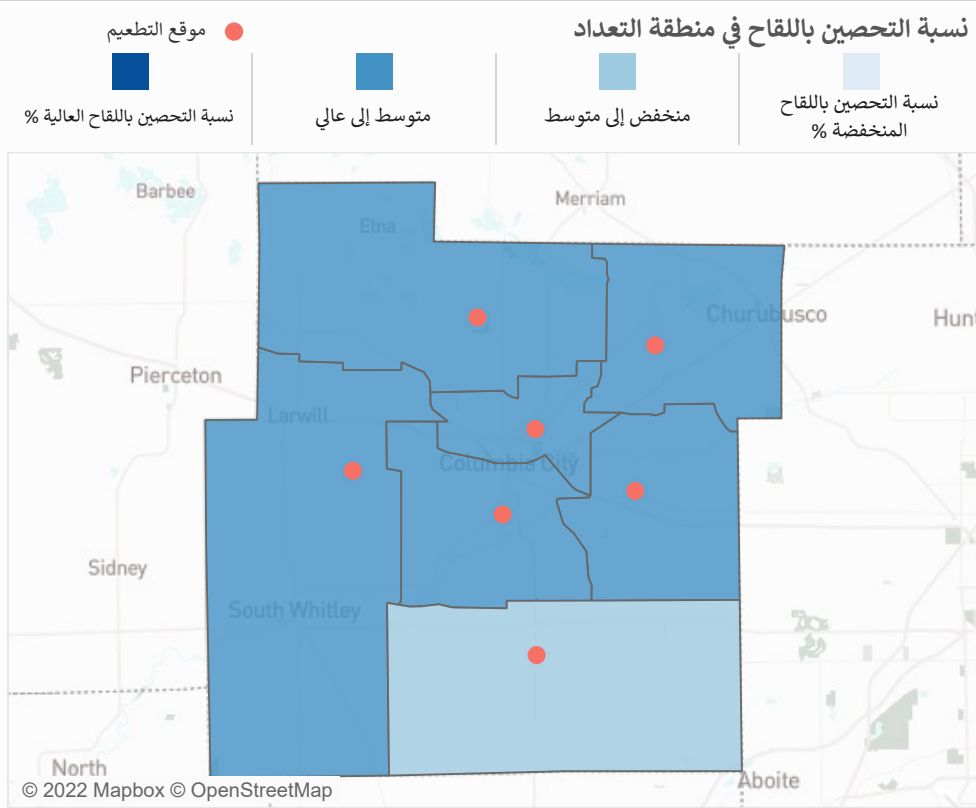 نسبة التحصين باللقاح في منطقة التعداد
موقع التطعيم
نسبة التحصين باللقاح
المنخفضة %
منخفض إلى متوسط
متوسط إلى عالي
نسبة التحصين باللقاح العالية %
Barbee
Merriam
Etna
Churubusco
Hunt
Pierceton
Larwill
Columbia City
Sidney
South Whitley
North
Aboite
© 2022 Mapbox © OpenStreetMap